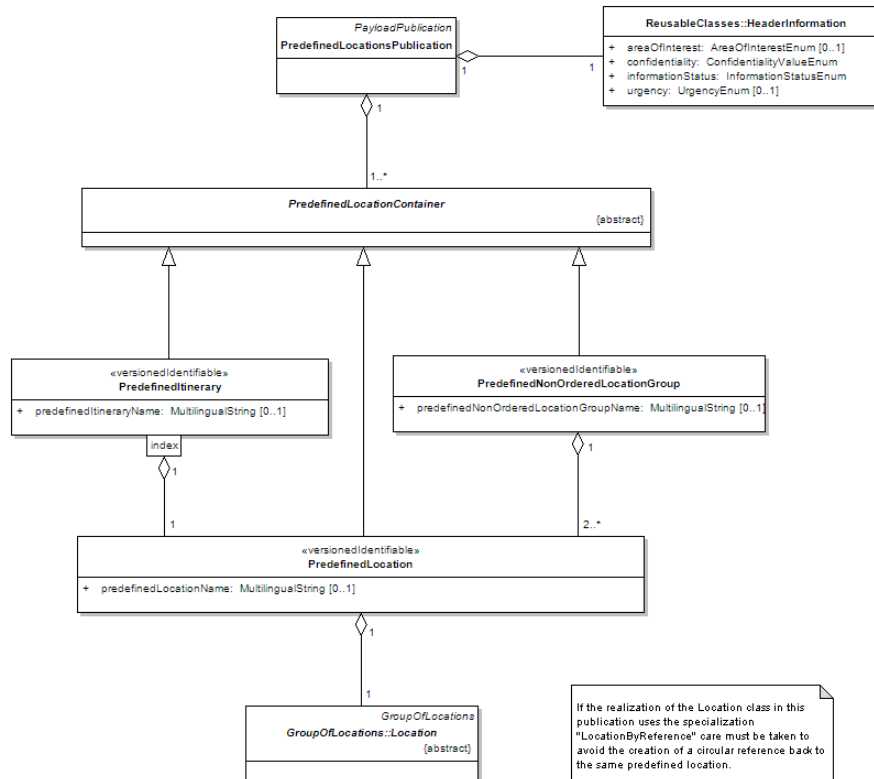 PayloadPublication
PredefinedLocationsPublication
1
1
1
ReusableClasses::HeaderInformation
+ areaOfInterest: AreaOfInterestEnum [0..1]
+ confidentiality: ConfidentialityValueEnum
+ informationStatus: InformationStatusEnum
+ urgency: UrgencyEnum [0..1]
1..*
PredefinedLocationContainer
{abstract}
«versionedIdentifiable»
PredefinedItinerary
+ predefinedItineraryName: MultilingualString [0..1]
index
1
1
«versionedIdentifiable»
PredefinedNonOrderedLocationGroup
+ predefinedNonOrderedLocationGroupName: MultilingualString [0..1]
1
2..*
«versionedIdentifiable»
PredefinedLocation
+ predefinedLocationName: MultilingualString [0..1]
1
1
GroupOfLocations
GroupOfLocations::Location
{abstract}
If the realization of the Location class in this
publication uses the specialization
"LocationByReference" care must be taken to
avoid the creation of a circular reference back to
the same predefined location.